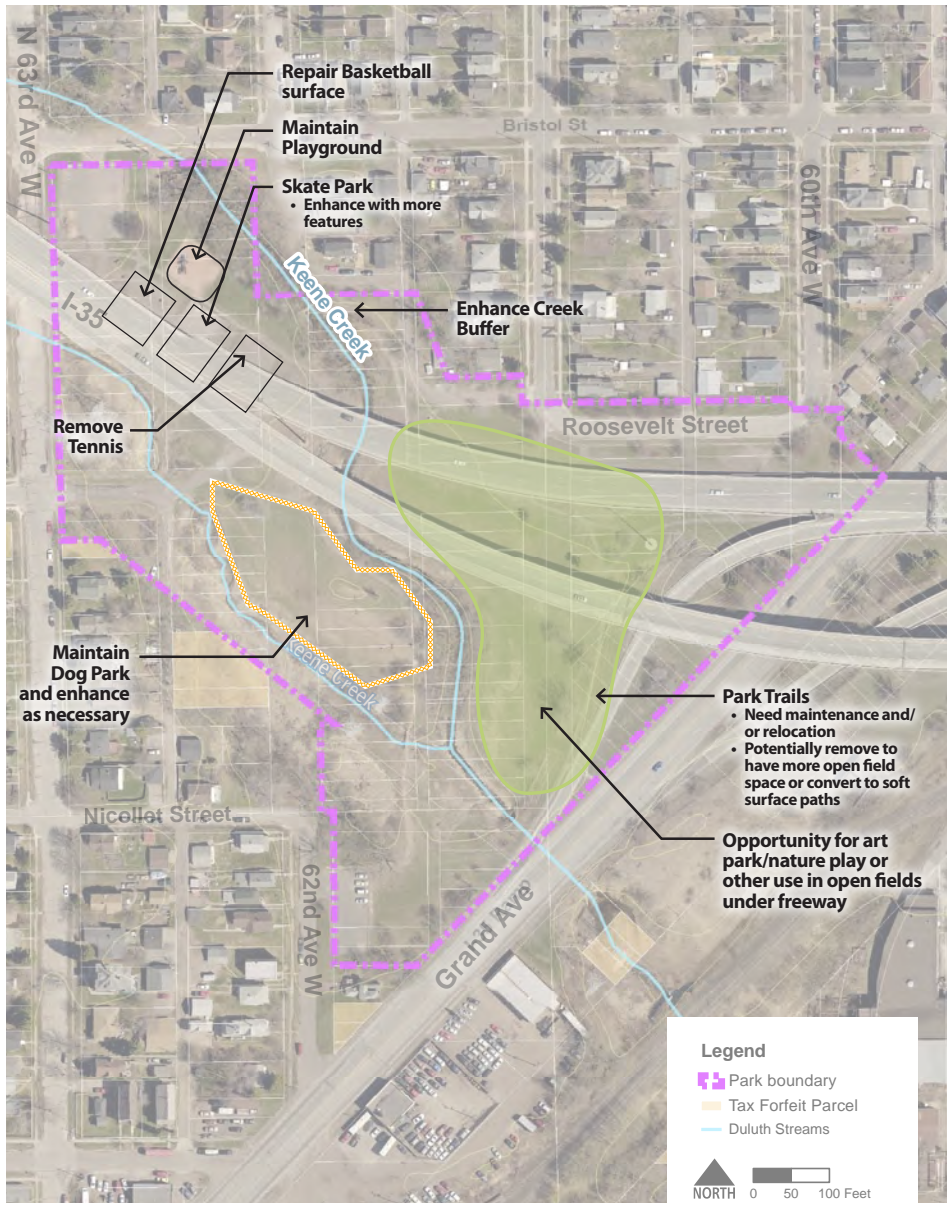 N 63rd Ave W
Repair Basketball
surface
Maintain
Playground
Bristol St
Skate Park
• Enhance with more
features
60th Ave W
Keene Creek
I-35
Enhance Creek
Buffer
Remove
Tennis
Roosevelt Street
Maintain
Dog Park
and enhance
as necessary
Keene Creek
Park Trails
• Need maintenance and/
or relocation
• Potentially remove to
have more open field
space or convert to soft
surface paths
Nicollet Street
Opportunity for art
park/nature play or
other use in open fields
under freeway
62nd Ave W
Grand Ave
Legend
Park boundary
Tax Forfeit Parcel
Duluth Streams
NORTH
0 50 100 Feet